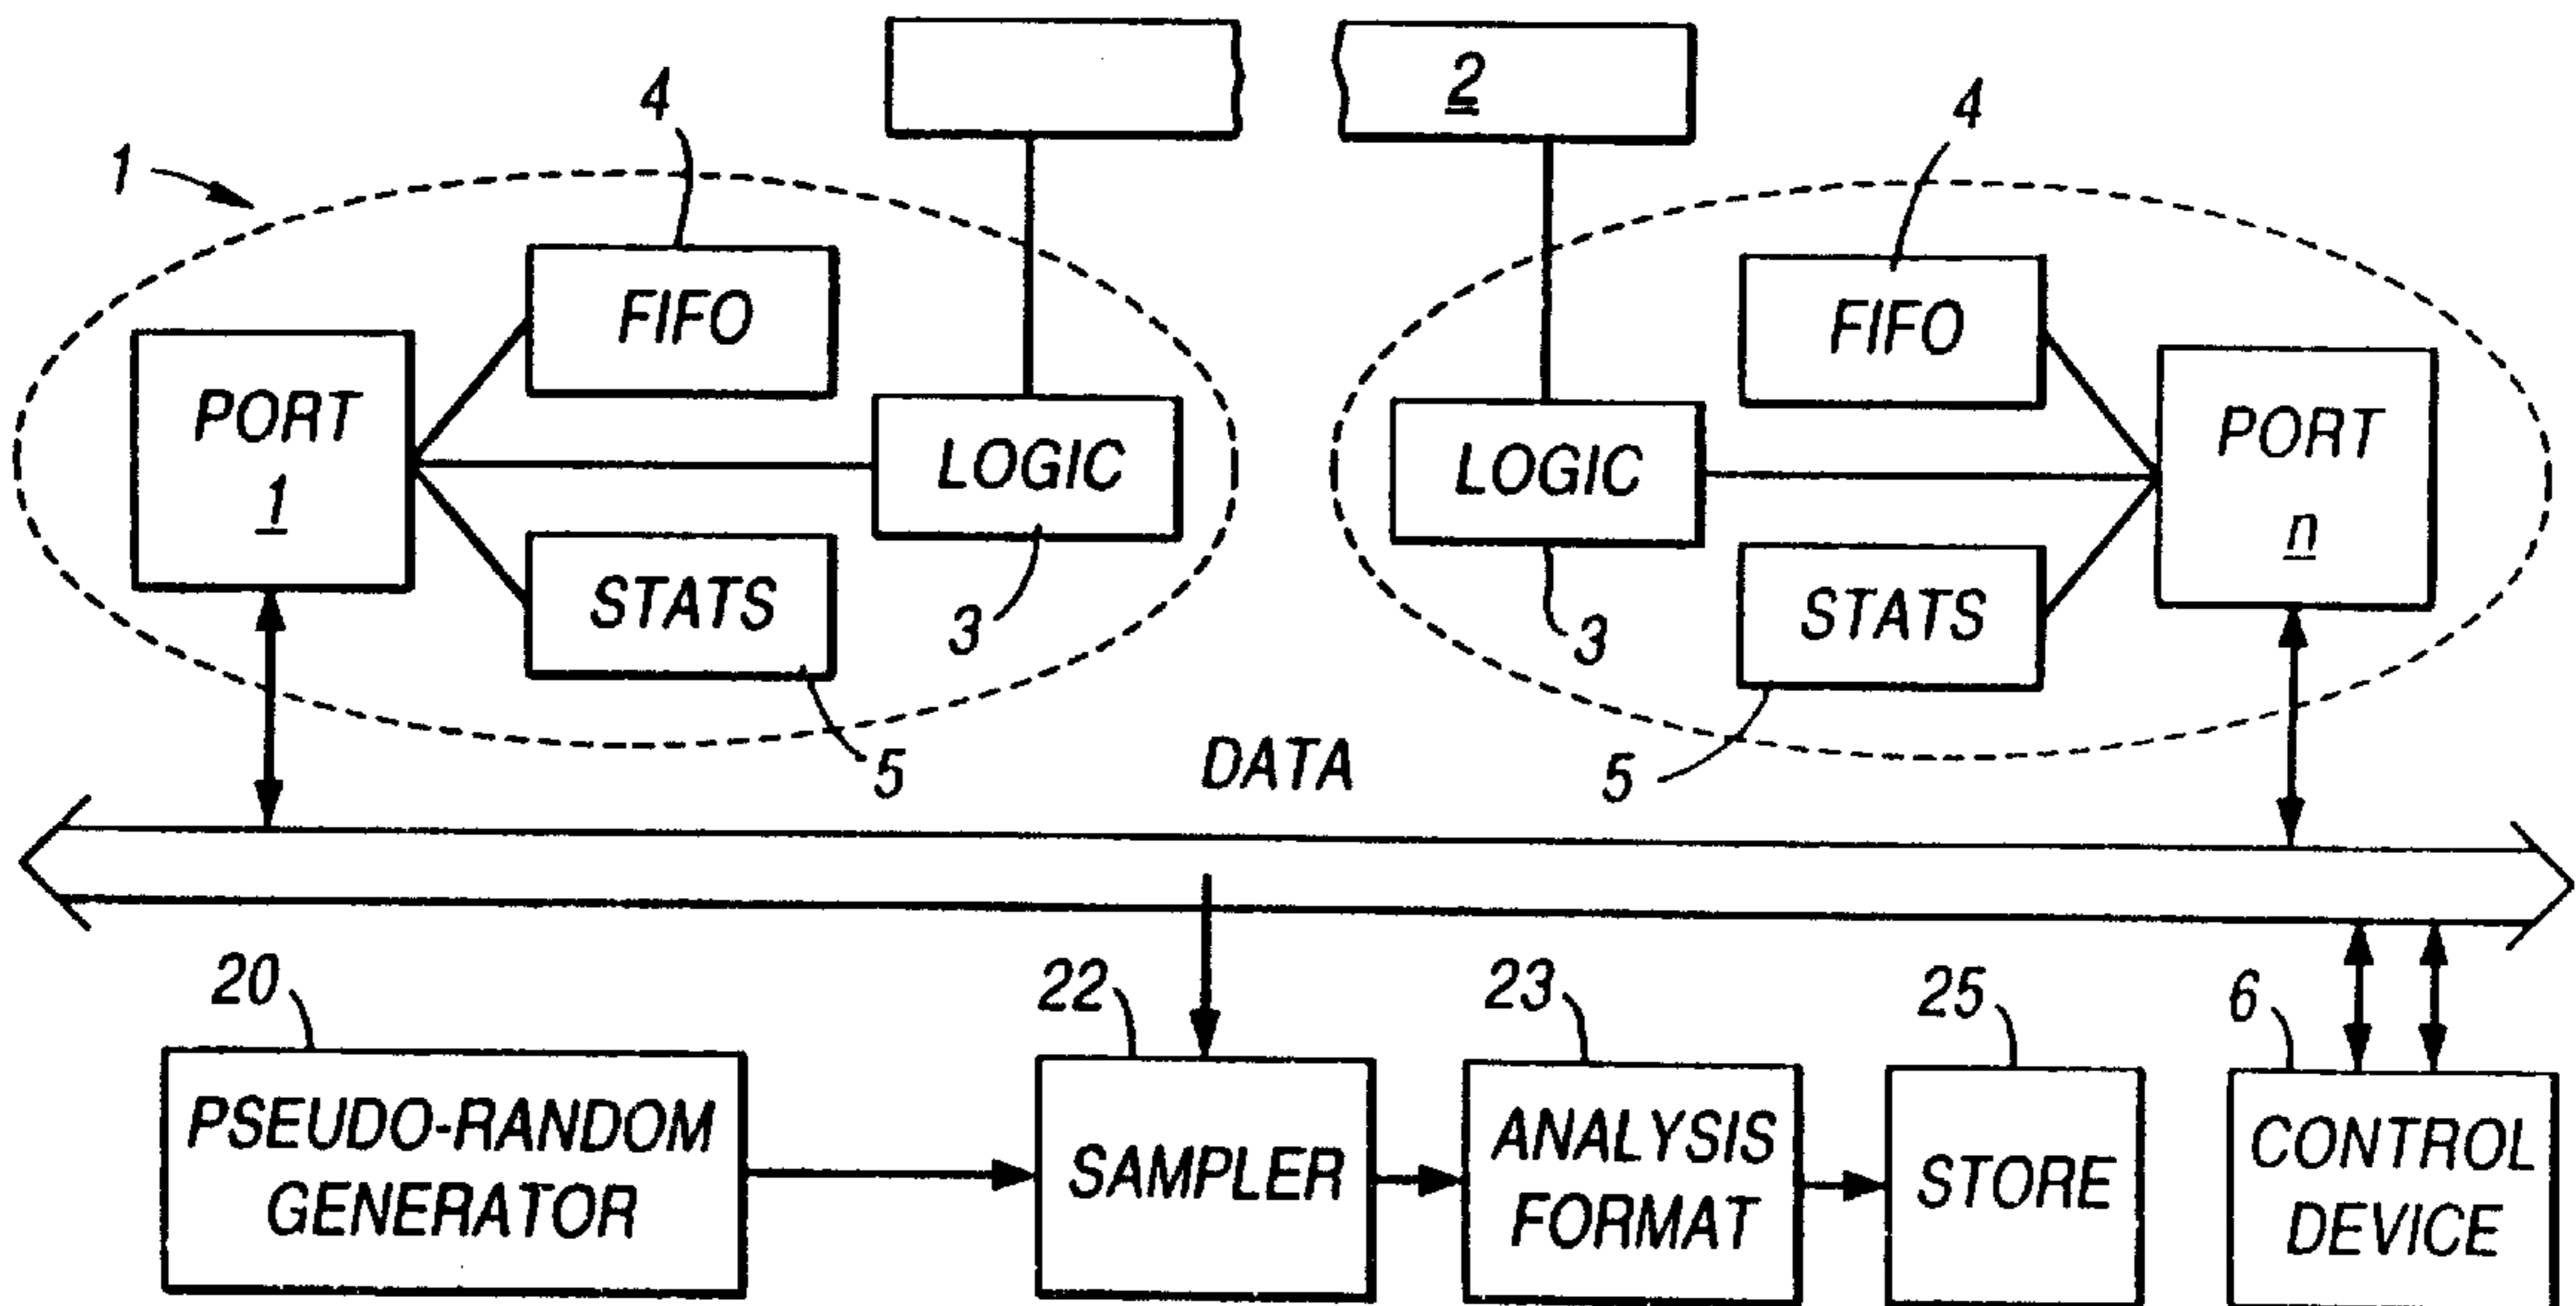 2
4
4
1
FIFO
FIFO
PORT
1
LOGIC
LOGIC
PORT
n
STATS
STATS
3
3
5
5
DATA
20
22
23
25
6
PSEUDO-RANDOM
GENERATOR
SAMPLER
ANALYSIS
FORMAT
STORE
CONTROL
DEVICE